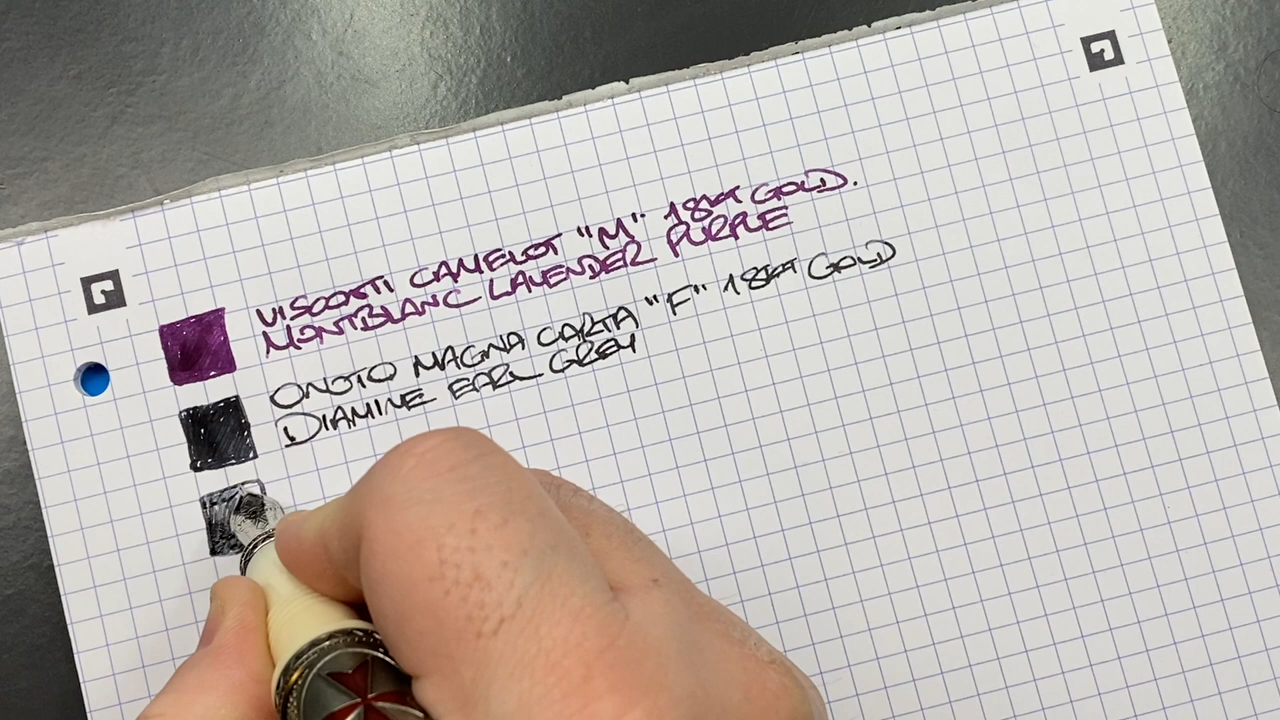 VISCONTI CAMELOT "M" 18kt GOLD.
MONTBLANC LAVENDER PURPLE
ONOTO MAGNA CARTA "F" 18kt GOLD
DIAMINE EARL GREY